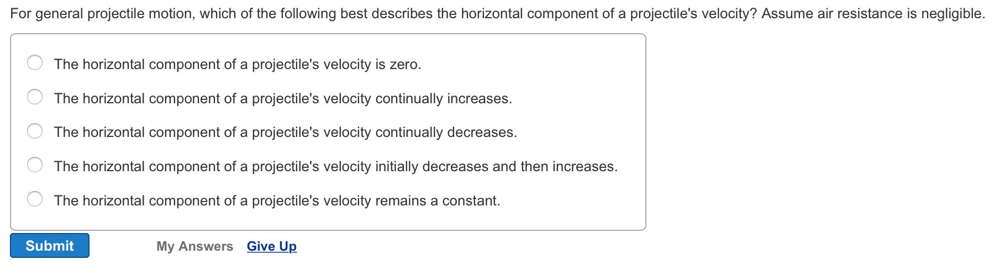 For general projectile motion, which of the following best describes the horizontal component of a projectile's velocity? Assume air resistance is negligible.
The horizontal component of a projectile's velocity is zero.
The horizontal component of a projectile's velocity continually increases.
The horizontal component of a projectile's velocity continually decreases.
The horizontal component of a projectile's velocity initially decreases and then increases.
The horizontal component of a projectile's velocity remains a constant.
Submit My Answers Give Up